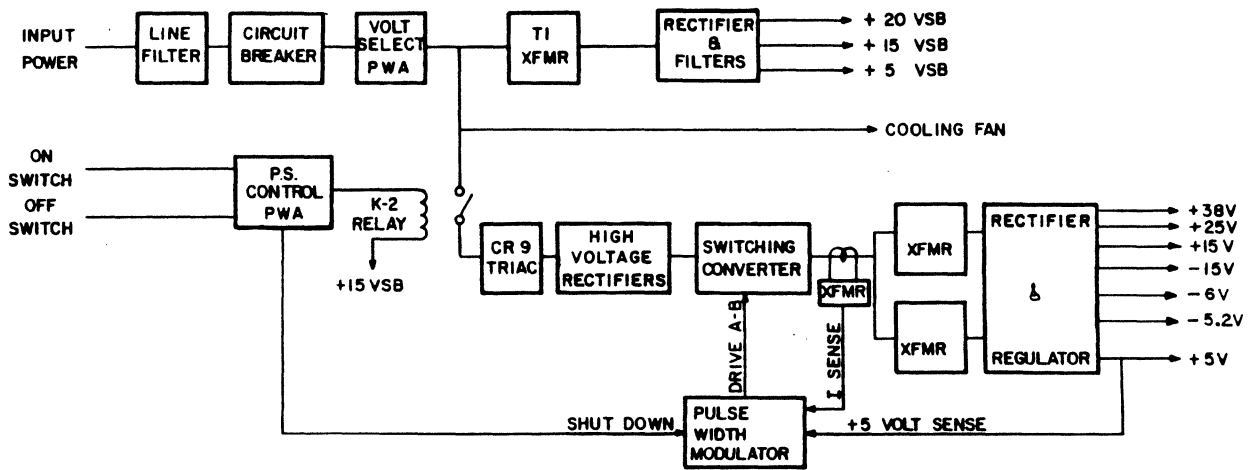 INPUT
POWER
LINE
FILTER
CIRCUIT
BREAKER
VOLT
SELECT
PWA
T1
XFMR
RECTIFIER
&
FILTERS
+ 20 VSB
+ 15 VSB
+ 5 VSB
COOLING FAN
ON
SWITCH
OFF
SWITCH
P.S.
CONTROL
PWA
K-2
RELAY
+15 VSB
CR 9
TRIAC
HIGH
VOLTAGE
RECTIFIERS
SWITCHING
CONVERTER
XFMR
XFMR
XFMR
RECTIFIER
&
REGULATOR
+38V
+25V
+15V
-15V
-6V
-5.2V
+5V
DRIVE A-B
I SENSE
SHUT DOWN
PULSE
WIDTH
MODULATOR
+5 VOLT SENSE